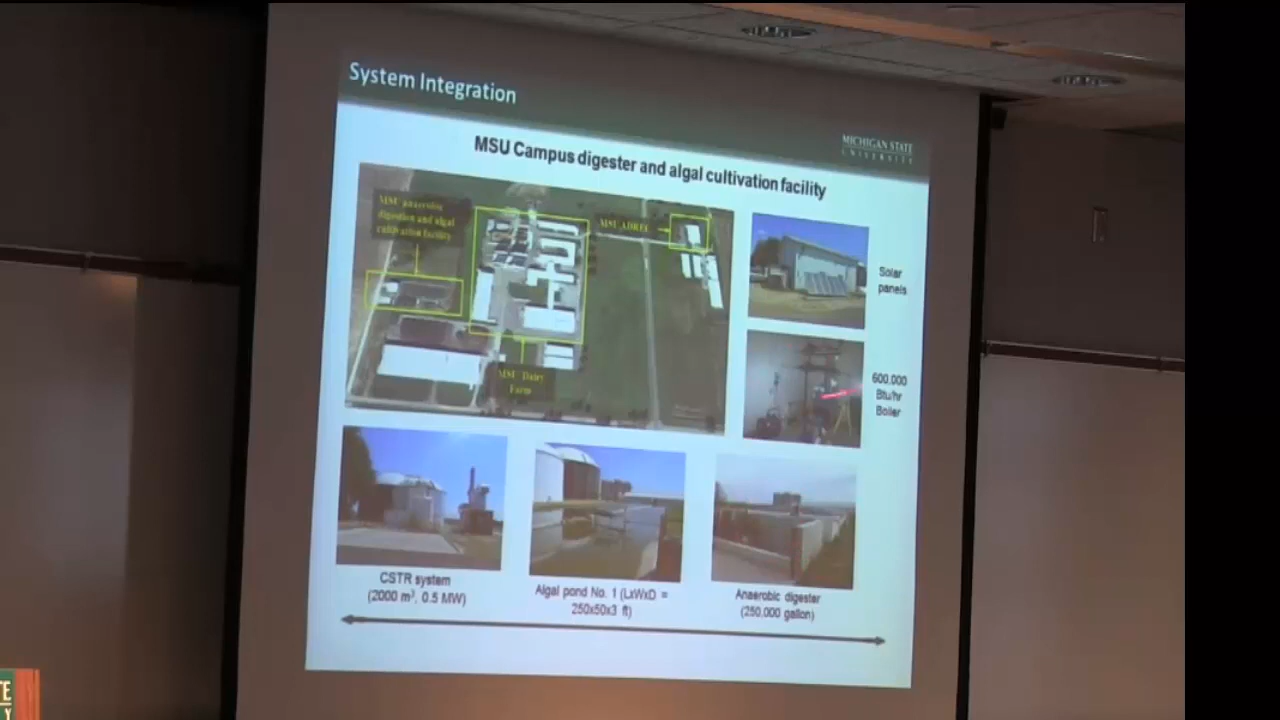 System Integration
MICHIGAN STATE
UNIVERSITY
MSU Campus digester and algal cultivation facility
MSU anaerobic
digestion and algal
cultivation facility
MSU ADREC
MSU Dairy
Farm
Solar
panels
600,000
Btu/hr
Boiler
CSTR system
(2000 m³, 0.5 MW)
Algal pond No. 1 (LxWxD =
250x50x3 ft)
Anaerobic digester
(250,000 gallon)